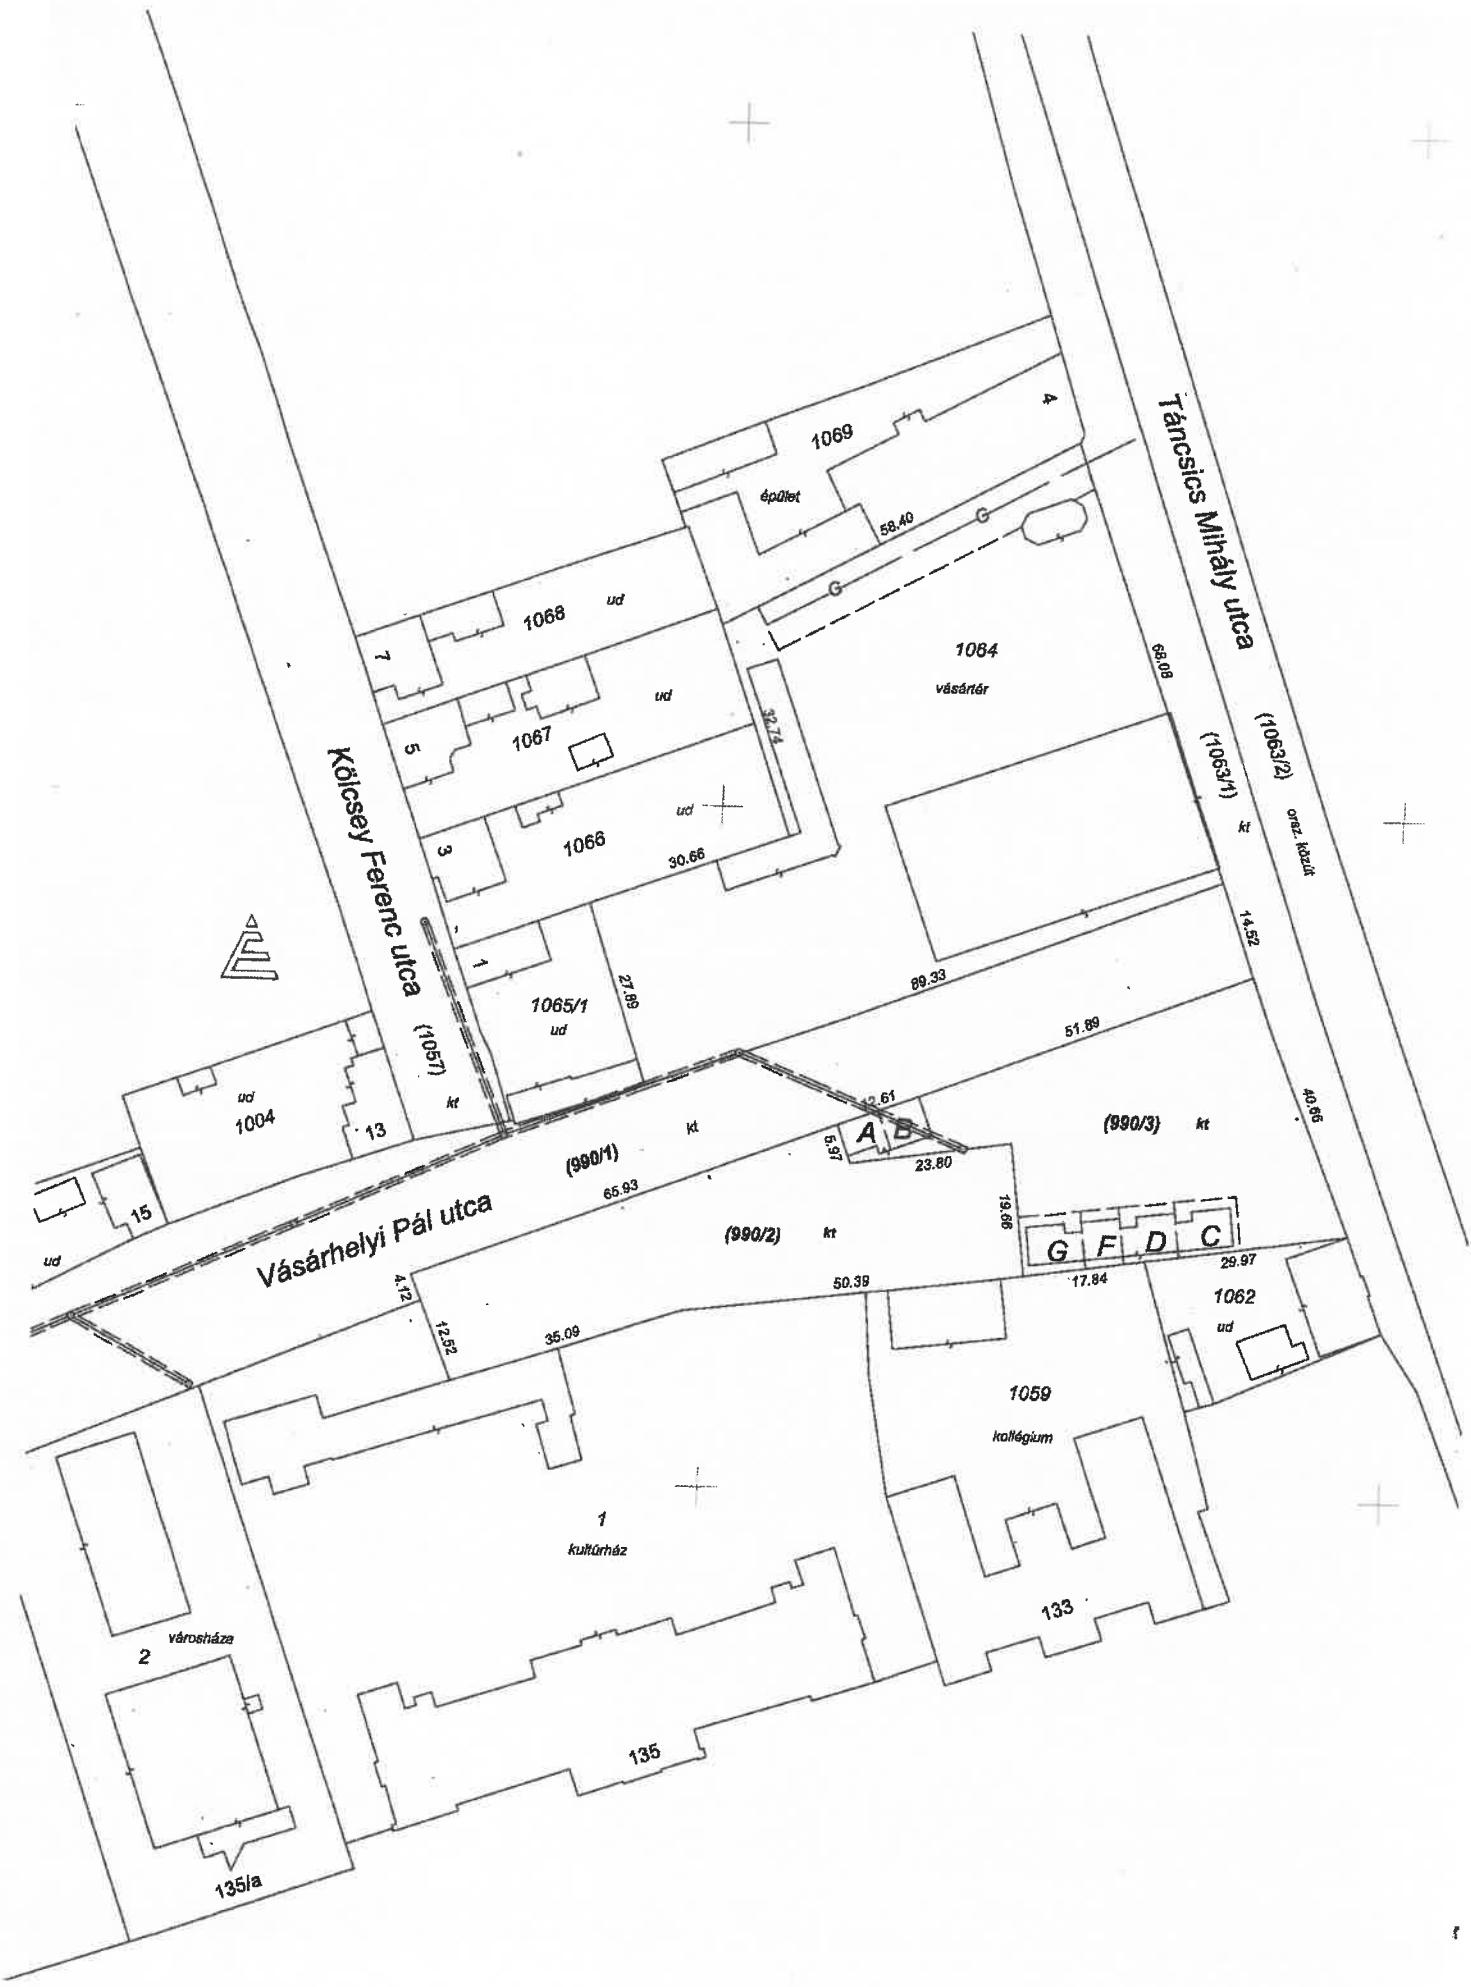 4
1069
épület
58.40
G
G
Táncsics Mihály utca
1068
ud
7
1064
vásártér
68.08
ud
5
1067
32.74
Kölcsey Ferenc utca
(1063/2)
(1063/1)
ud
kt
orsz. közút
3
1066
30.66
1
1065/1
ud
27.89
89.33
14.52
51.89
(1057)
kt
ud
1004
13
12.61
40.66
A
B
(990/3) kt
kt
(990/1)
5.97
23.80
65.93
15
19.66
Vásárhelyi Pál utca
(990/2) kt
G
F
D
C
ud
4.12
50.39
17.84
29.97
1062
ud
12.52
35.09
1059
kollégium
1
kultúrház
133
városháza
2
135
135/a